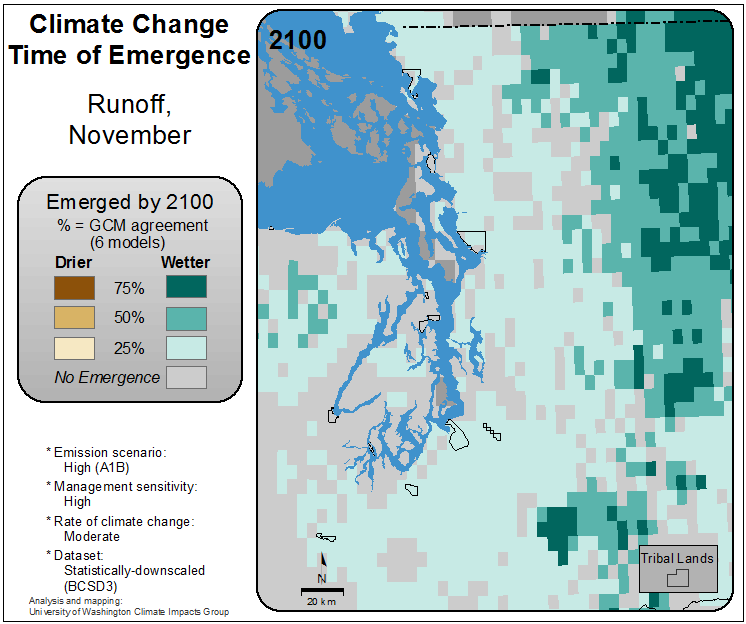 Climate Change
Time of Emergence
Runoff,
November
Emerged by 2100
% = GCM agreement
(6 models)
Drier Wetter
75%
50%
25%
No Emergence
* Emission scenario:
High (A1B)
* Management sensitivity:
High
* Rate of climate change:
Moderate
* Dataset:
Statistically-downscaled
(BCSD3)
Analysis and mapping:
University of Washington Climate Impacts Group
2100
N
20 km
Tribal Lands